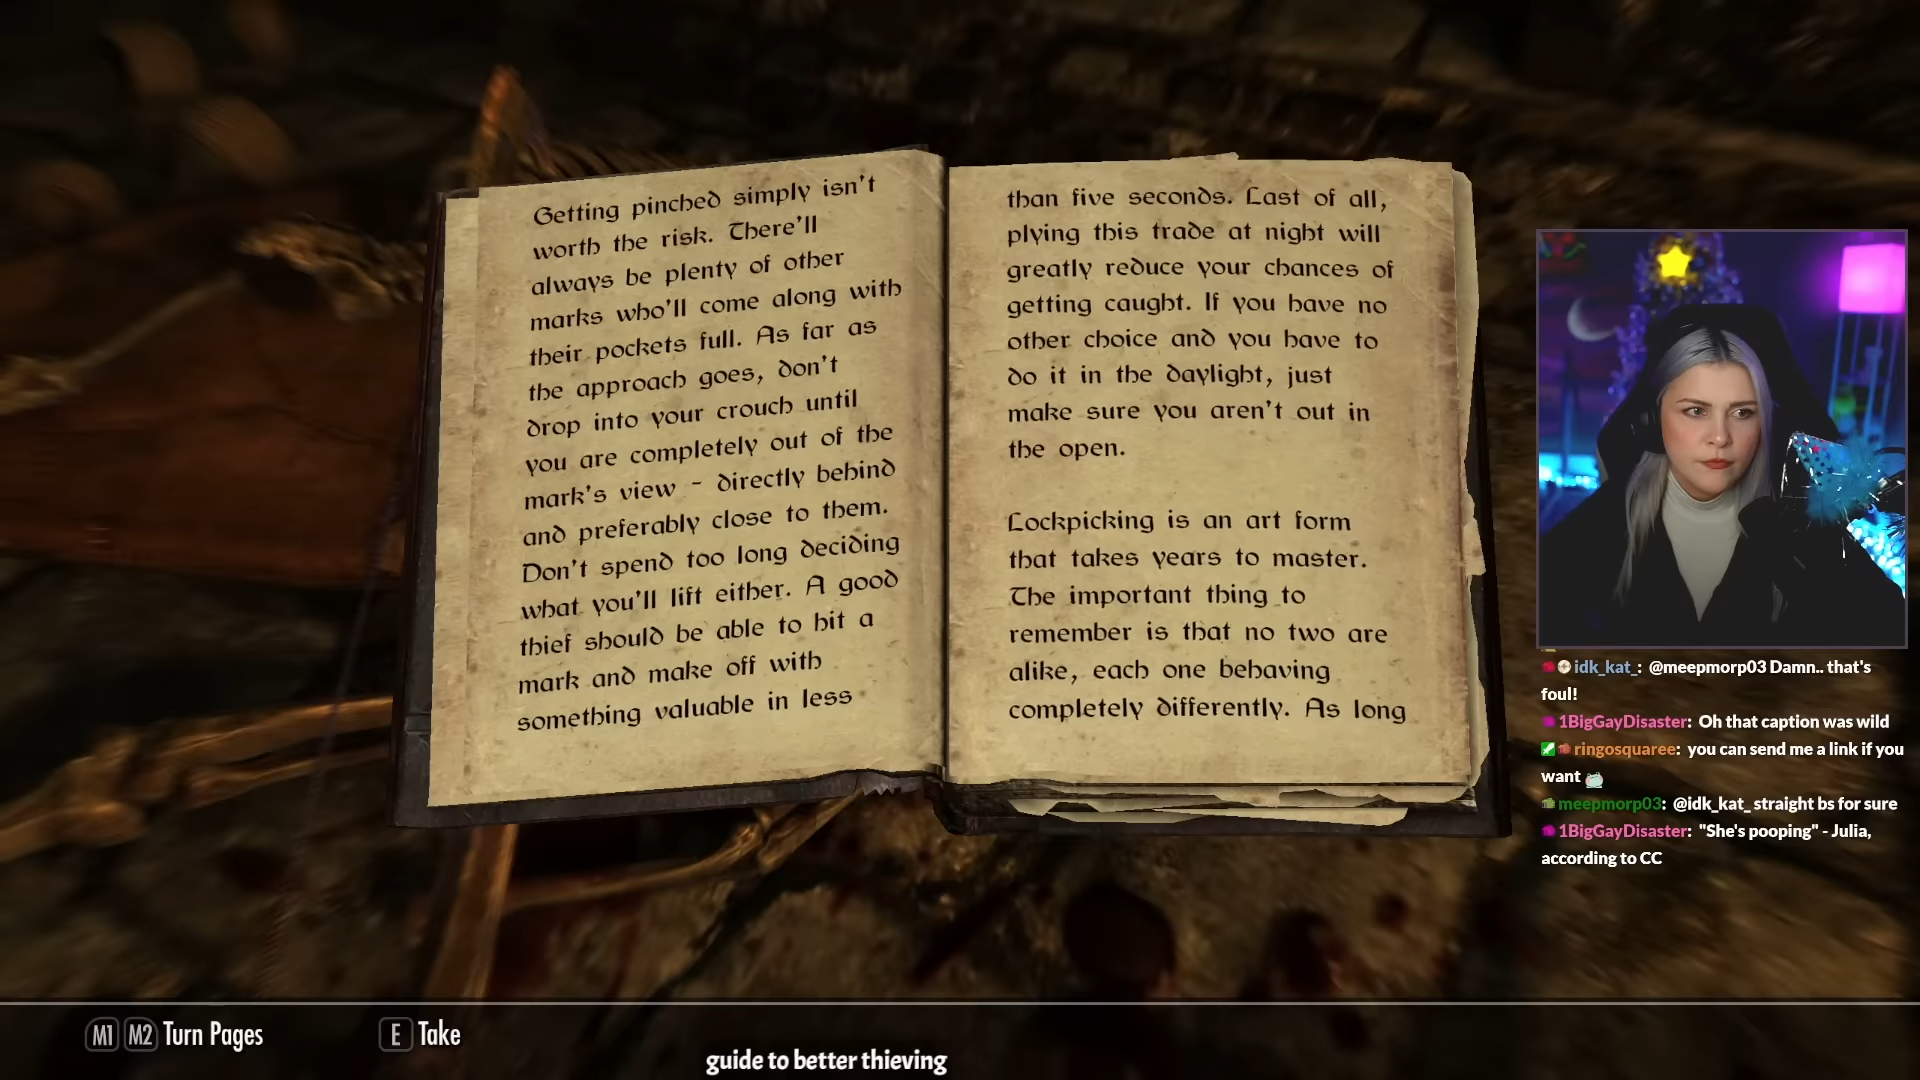 Getting pinched simply isn't
worth the risk. There'll
always be plenty of other
marks who'll come along with
their pockets full. As far as
the approach goes, don't
drop into your crouch until
you are completely out of the
mark's view - directly behind
and preferably close to them.
Don't spend too long deciding
what you'll lift either. A good
thief should be able to hit a
mark and make off with
something valuable in less
than five seconds. Last of all,
plying this trade at night will
greatly reduce your chances of
getting caught. If you have no
other choice and you have to
do it in the daylight, just
make sure you aren't out in
the open.
Lockpicking is an art form
that takes years to master.
The important thing to
remember is that no two are
alike, each one behaving
completely differently. As long
idk_kat_: @meepmorp03 Damn.. that's
foul!
1BigGayDisaster: Oh that caption was wild
ringosquaree: you can send me a link if you
want
meepmorp03: @idk_kat_ straight bs for sure
1BigGayDisaster: "She's pooping" - Julia,
according to CC
M1 M2 Turn Pages
E Take
guide to better thieving